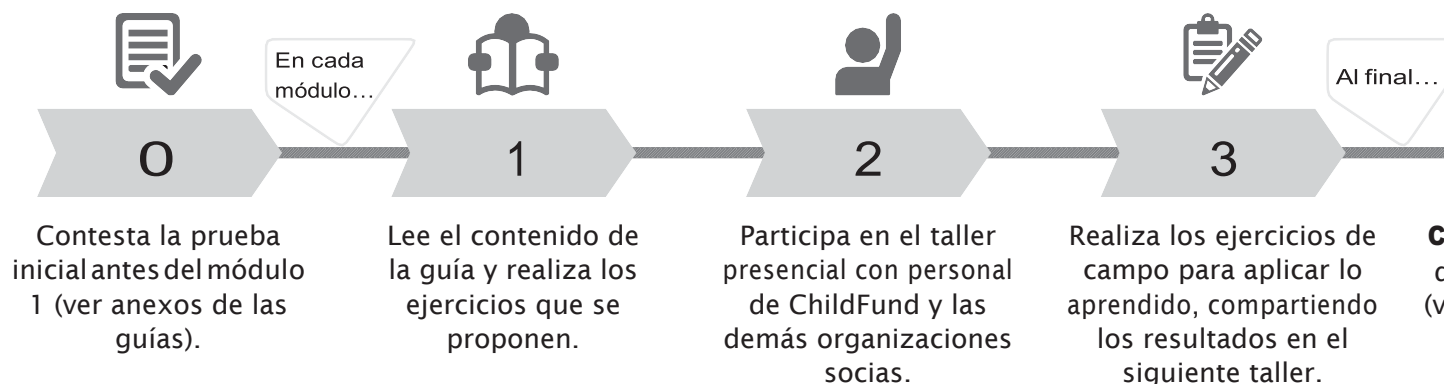 En cada
módulo…
Al final…
0
1
2
3
Contesta la prueba
inicial antes del módulo
1 (ver anexos de las
guías).
Lee el contenido de
la guía y realiza los
ejercicios que se
proponen.
Participa en el taller
presencial con personal
de ChildFund y las
demás organizaciones
socias.
Realiza los ejercicios de
campo para aplicar lo
aprendido, compartiendo
los resultados en el
siguiente taller.